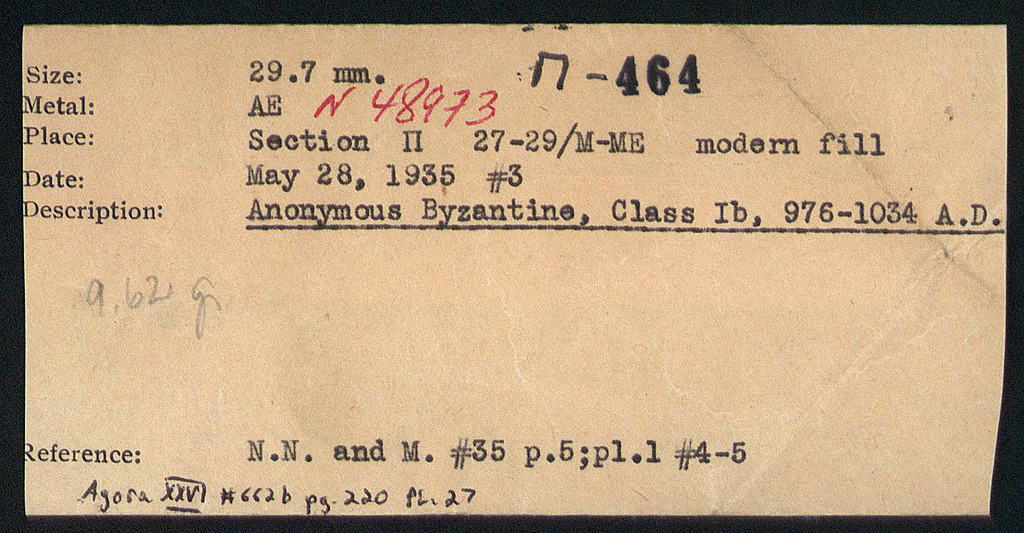 Size: 29.7 mm. Π-464
Metal: AE N 48973
Place: Section Π 27-29/M-ME modern fill
Date: May 28, 1935 #3
Description: Anonymous Byzantine, Class Ib, 976-1034 A.D.
9.62 g
Reference: N.N. and M. #35 p.5;pl.1 #4-5
Agora XXVI #662b pg. 220 PL. 27